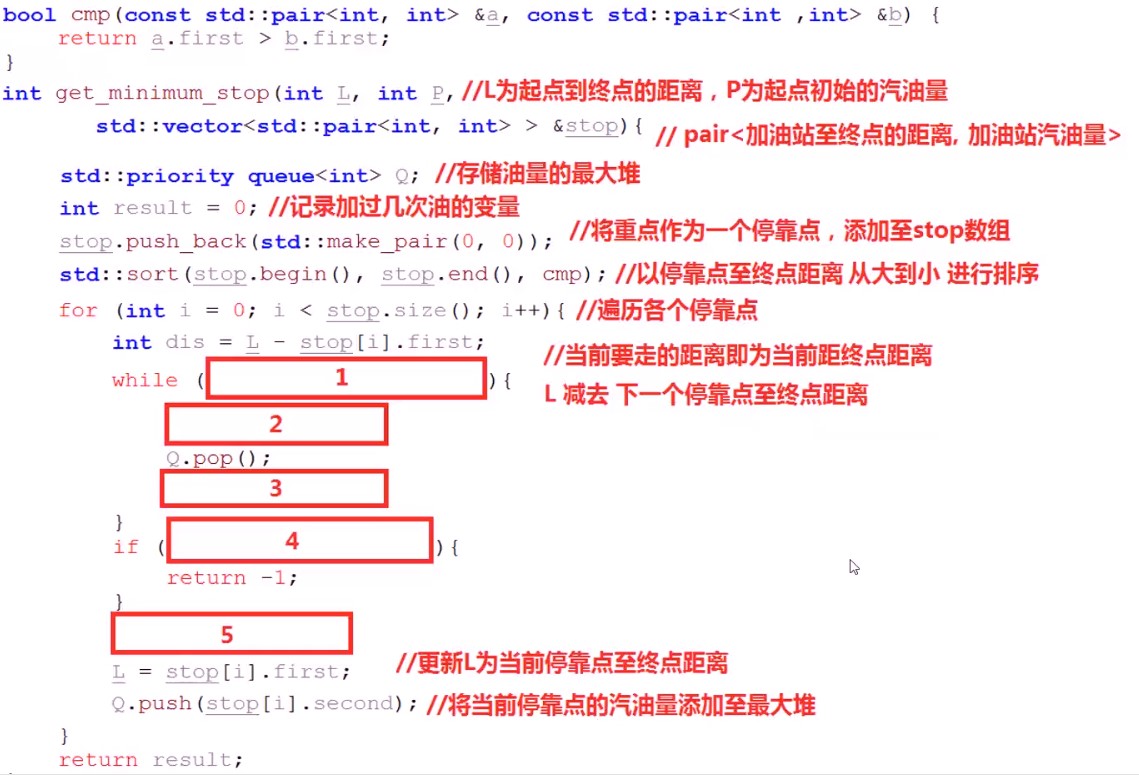 bool cmp(const std::pair<int, int> &a, const std::pair<int ,int> &b) {
return a.first > b.first;
}
int get_minimum_stop(int L, int P, //L为起点到终点的距离，P为起点初始的汽油量
std::vector<std::pair<int, int> > &stop){ // pair<加油站至终点的距离, 加油站汽油量>
std::priority queue<int> Q; //存储油量的最大堆
int result = 0; //记录加过几次油的变量
stop.push_back(std::make_pair(0, 0)); //将重点作为一个停靠点，添加至stop数组
std::sort(stop.begin(), stop.end(), cmp); //以停靠点至终点距离 从大到小 进行排序
for (int i = 0; i < stop.size(); i++){ //遍历各个停靠点
int dis = L - stop[i].first;
//当前要走的距离即为当前距终点距离
while ( 1 ){
L 减去 下一个停靠点至终点距离
2
Q.pop();
3
}
if ( 4 ){
return -1;
}
5
L = stop[i].first; //更新L为当前停靠点至终点距离
Q.push(stop[i].second); //将当前停靠点的汽油量添加至最大堆
}
return result;